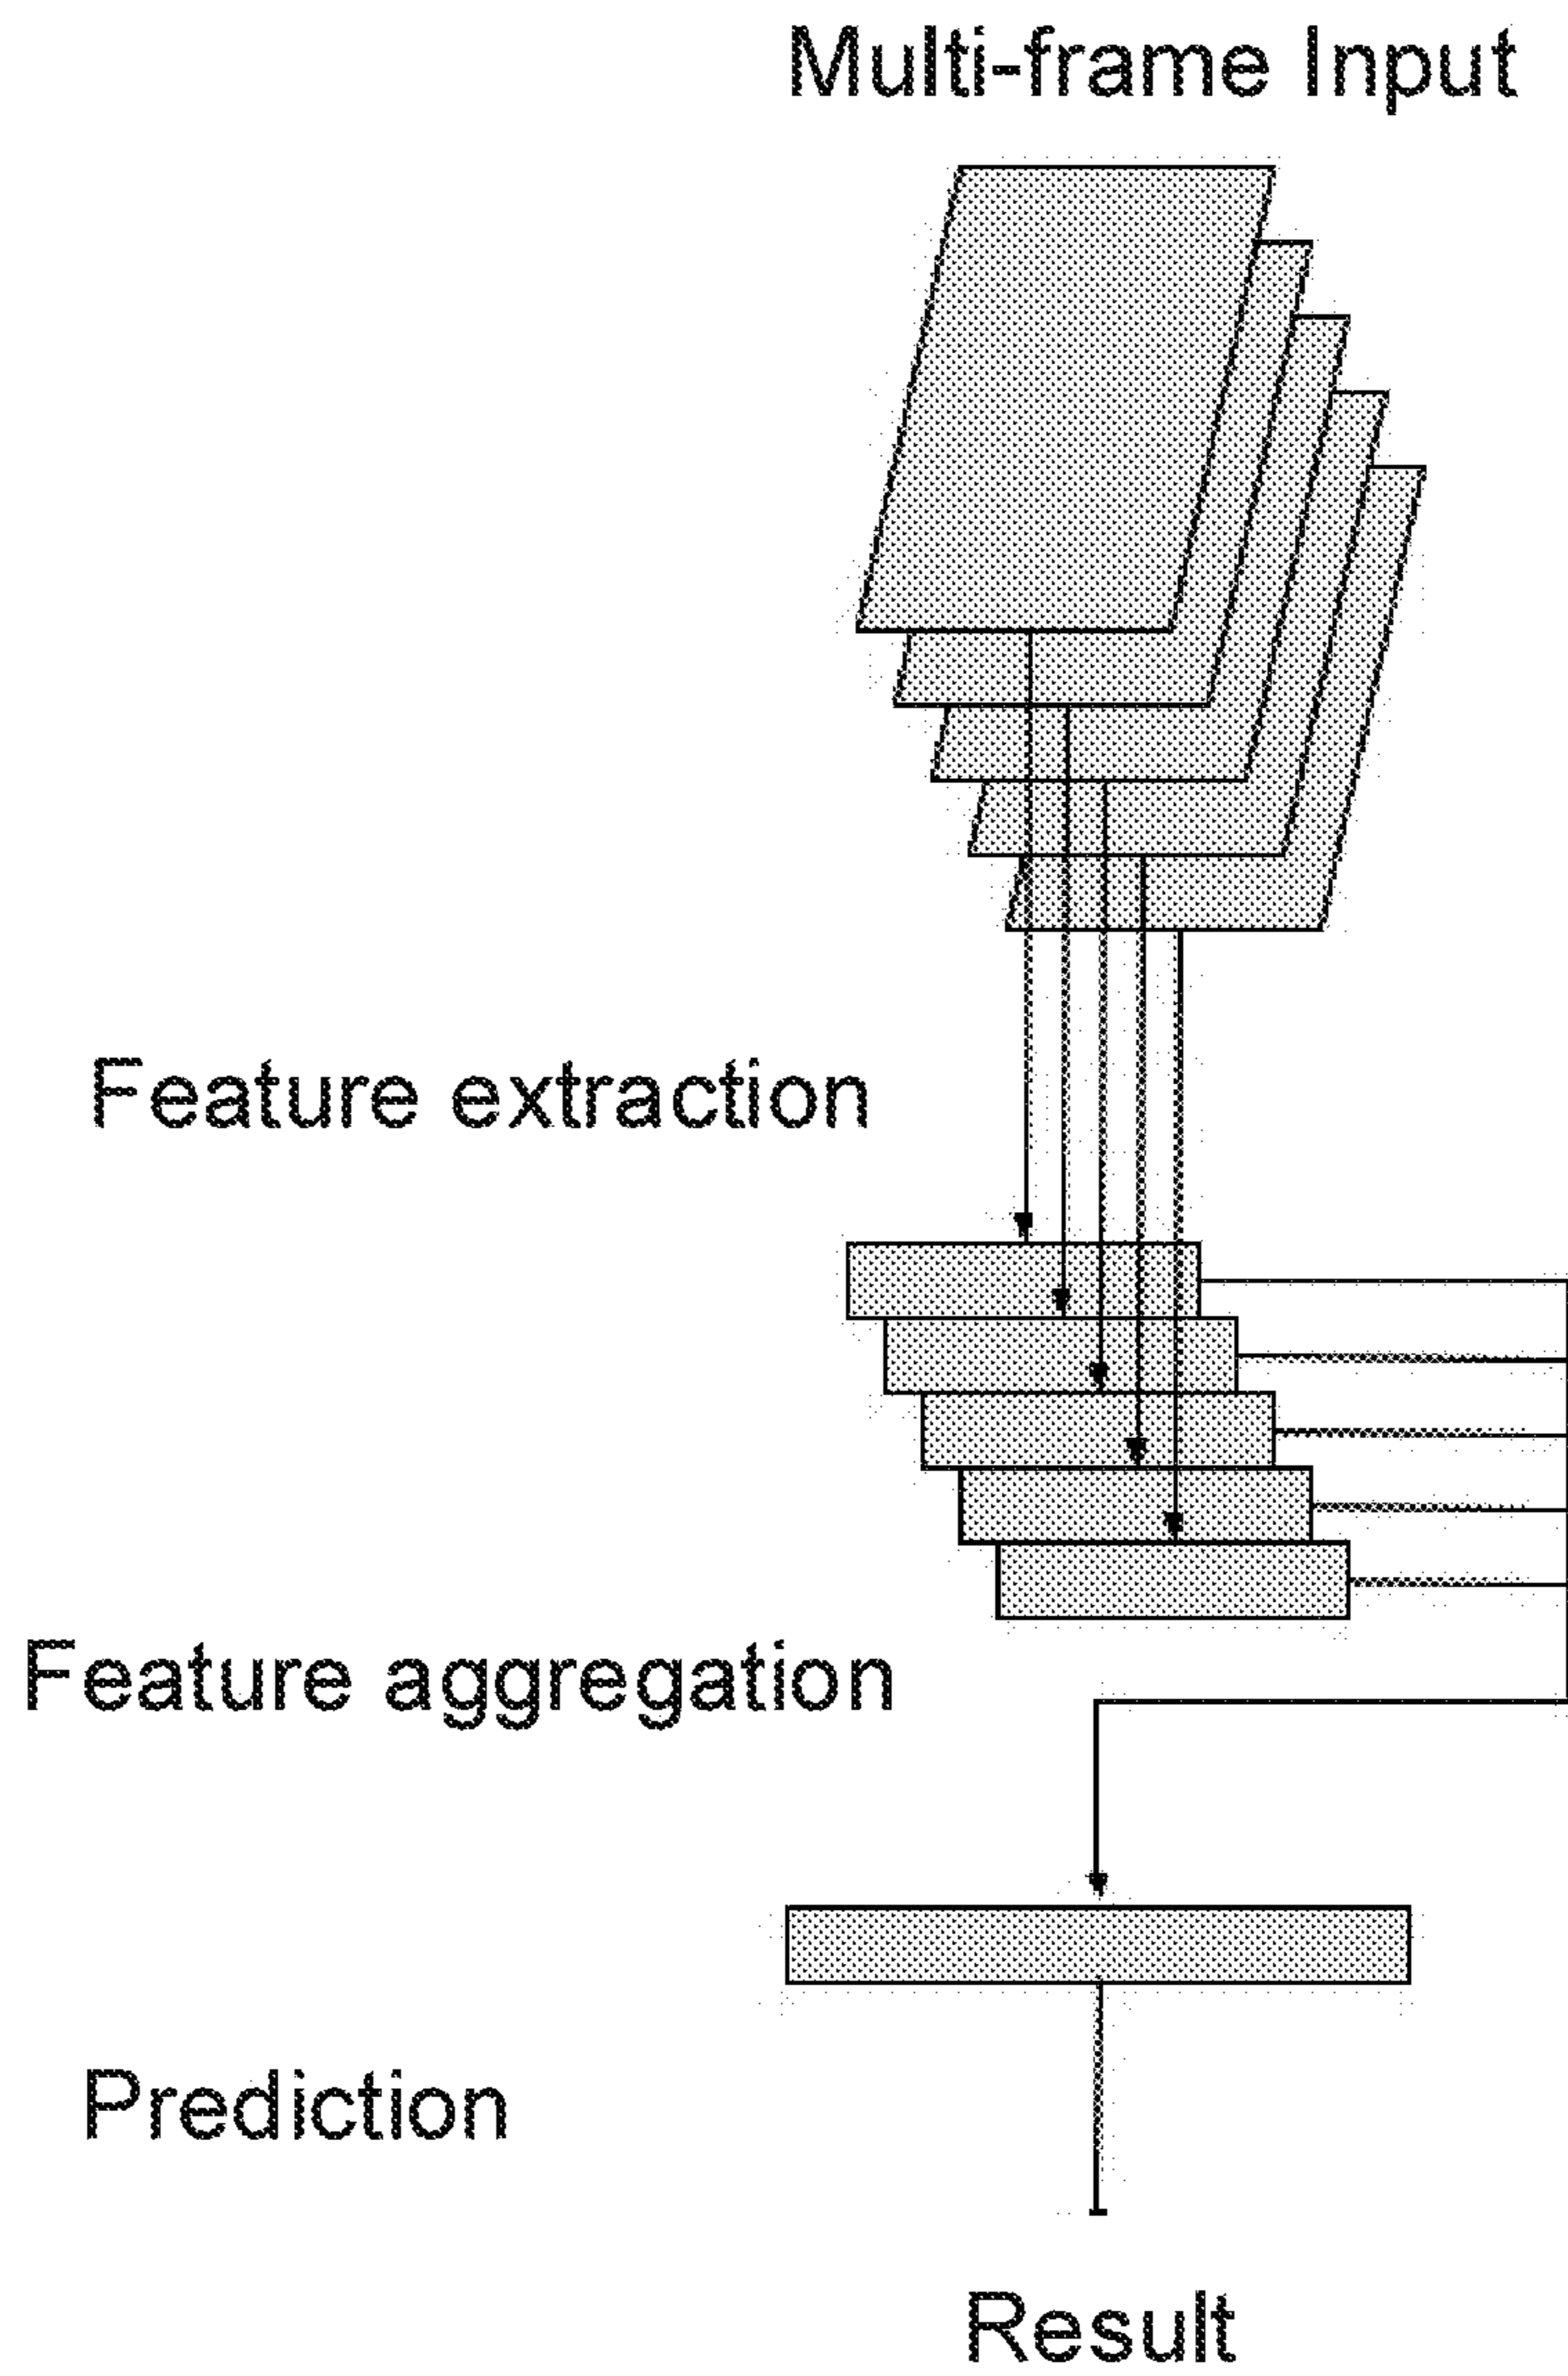 Multi-frame Input
Feature extraction
Feature aggregation
Prediction
Result